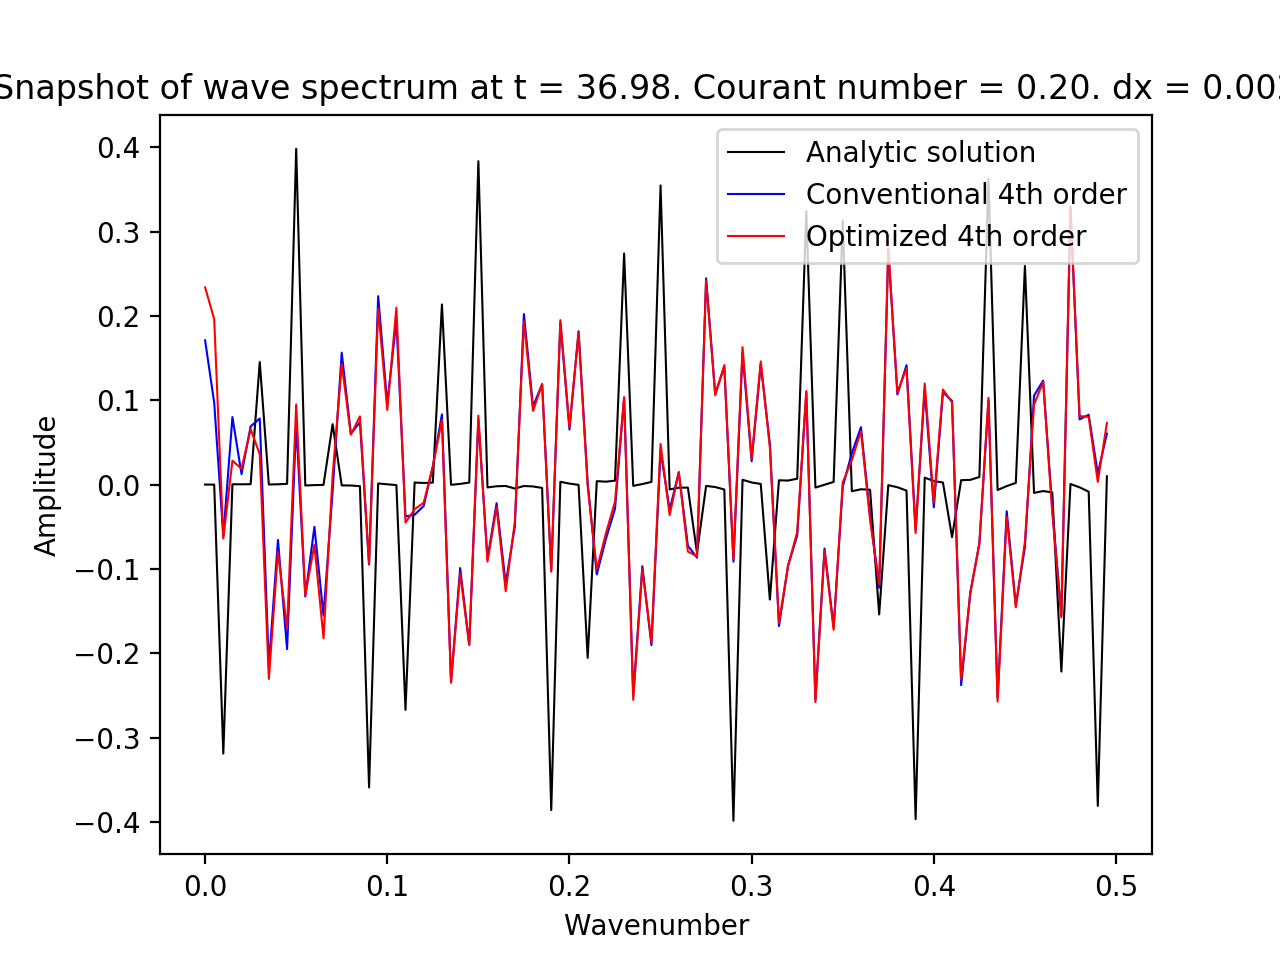 Snapshot of wave spectrum at t = 36.98. Courant number = 0.20. dx = 0.002
Analytic solution
Conventional 4th order
Optimized 4th order
Amplitude
0.4
0.3
0.2
0.1
0.0
−0.1
−0.2
−0.3
−0.4
0.0 0.1 0.2 0.3 0.4 0.5
Wavenumber